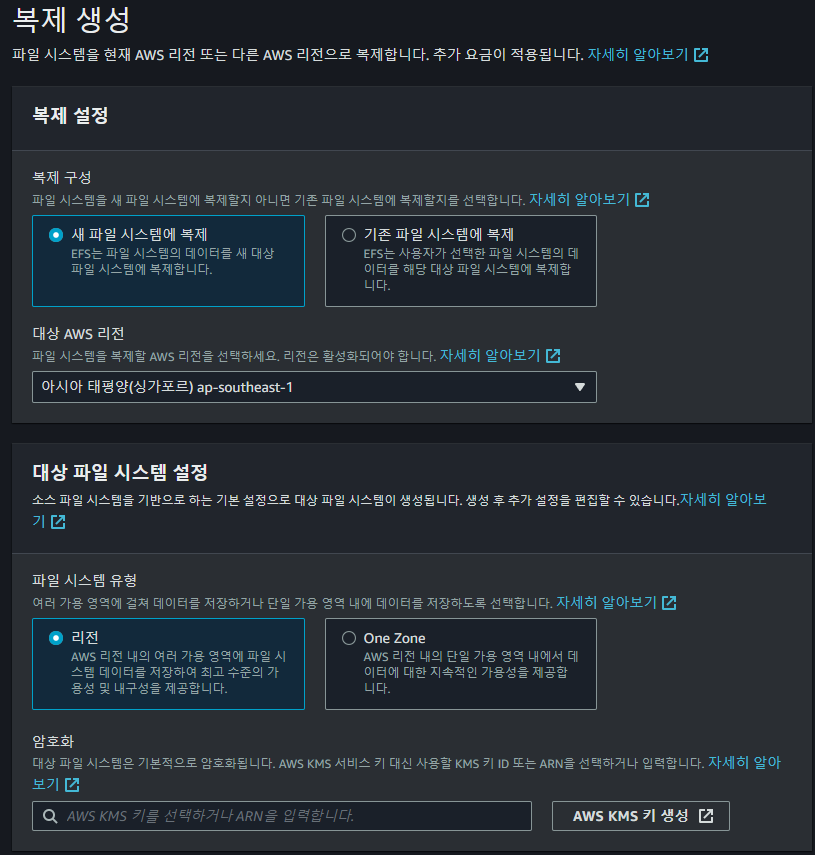 복제 생성
파일 시스템을 현재 AWS 리전 또는 다른 AWS 리전으로 복제합니다. 추가 요금이 적용됩니다. 자세히 알아보기
복제 설정
복제 구성
파일 시스템을 새 파일 시스템에 복제할지 아니면 기존 파일 시스템에 복제할지를 선택합니다. 자세히 알아보기
새 파일 시스템에 복제
EFS는 파일 시스템의 데이터를 새 대상
파일 시스템에 복제합니다.
기존 파일 시스템에 복제
EFS는 사용자가 선택한 파일 시스템의 데
이터를 해당 대상 파일 시스템에 복제합
니다.
대상 AWS 리전
파일 시스템을 복제할 AWS 리전을 선택하세요. 리전은 활성화되어야 합니다. 자세히 알아보기
아시아 태평양(싱가포르) ap-southeast-1
대상 파일 시스템 설정
소스 파일 시스템을 기반으로 하는 기본 설정으로 대상 파일 시스템이 생성됩니다. 생성 후 추가 설정을 편집할 수 있습니다.자세히 알아보
기
파일 시스템 유형
여러 가용 영역에 걸쳐 데이터를 저장하거나 단일 가용 영역 내에 데이터를 저장하도록 선택합니다. 자세히 알아보기
리전
AWS 리전 내의 여러 가용 영역에 파일 시
스템 데이터를 저장하여 최고 수준의 가
용성 및 내구성을 제공합니다.
One Zone
AWS 리전 내의 단일 가용 영역 내에서 데
이터에 대한 지속적인 가용성을 제공합
니다.
암호화
대상 파일 시스템은 기본적으로 암호화됩니다. AWS KMS 서비스 키 대신 사용할 KMS 키 ID 또는 ARN을 선택하거나 입력합니다. 자세히 알아
보기
AWS KMS 키를 선택하거나 ARN을 입력합니다.
AWS KMS 키 생성